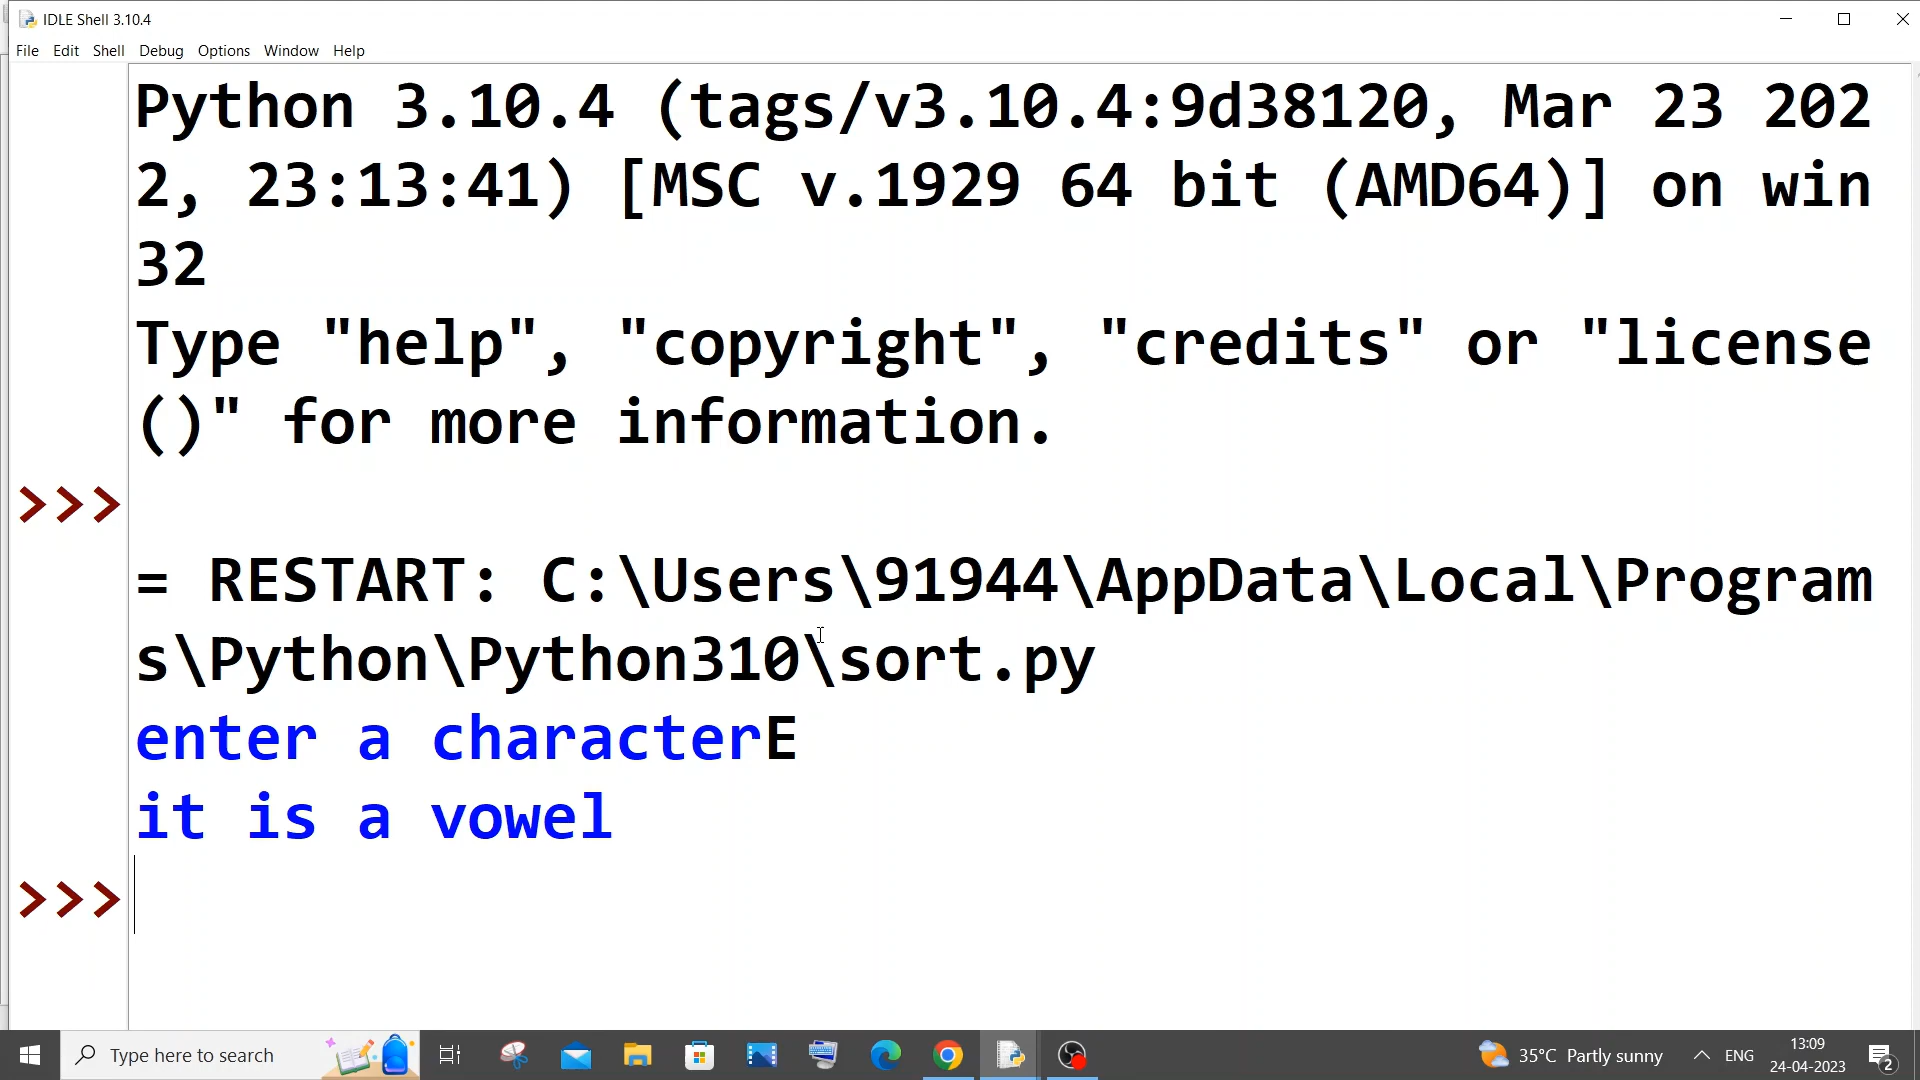 IDLE Shell 3.10.4
File Edit Shell Debug Options Window Help
Python 3.10.4 (tags/v3.10.4:9d38120, Mar 23 202
2, 23:13:41) [MSC v.1929 64 bit (AMD64)] on win
32
Type "help", "copyright", "credits" or "license
()" for more information.
>>>
= RESTART: C:\Users\91944\AppData\Local\Program
s\Python\Python310\sort.py
enter a characterE
it is a vowel
>>>
Type here to search
35°C Partly sunny
ENG
13:09
24-04-2023
2